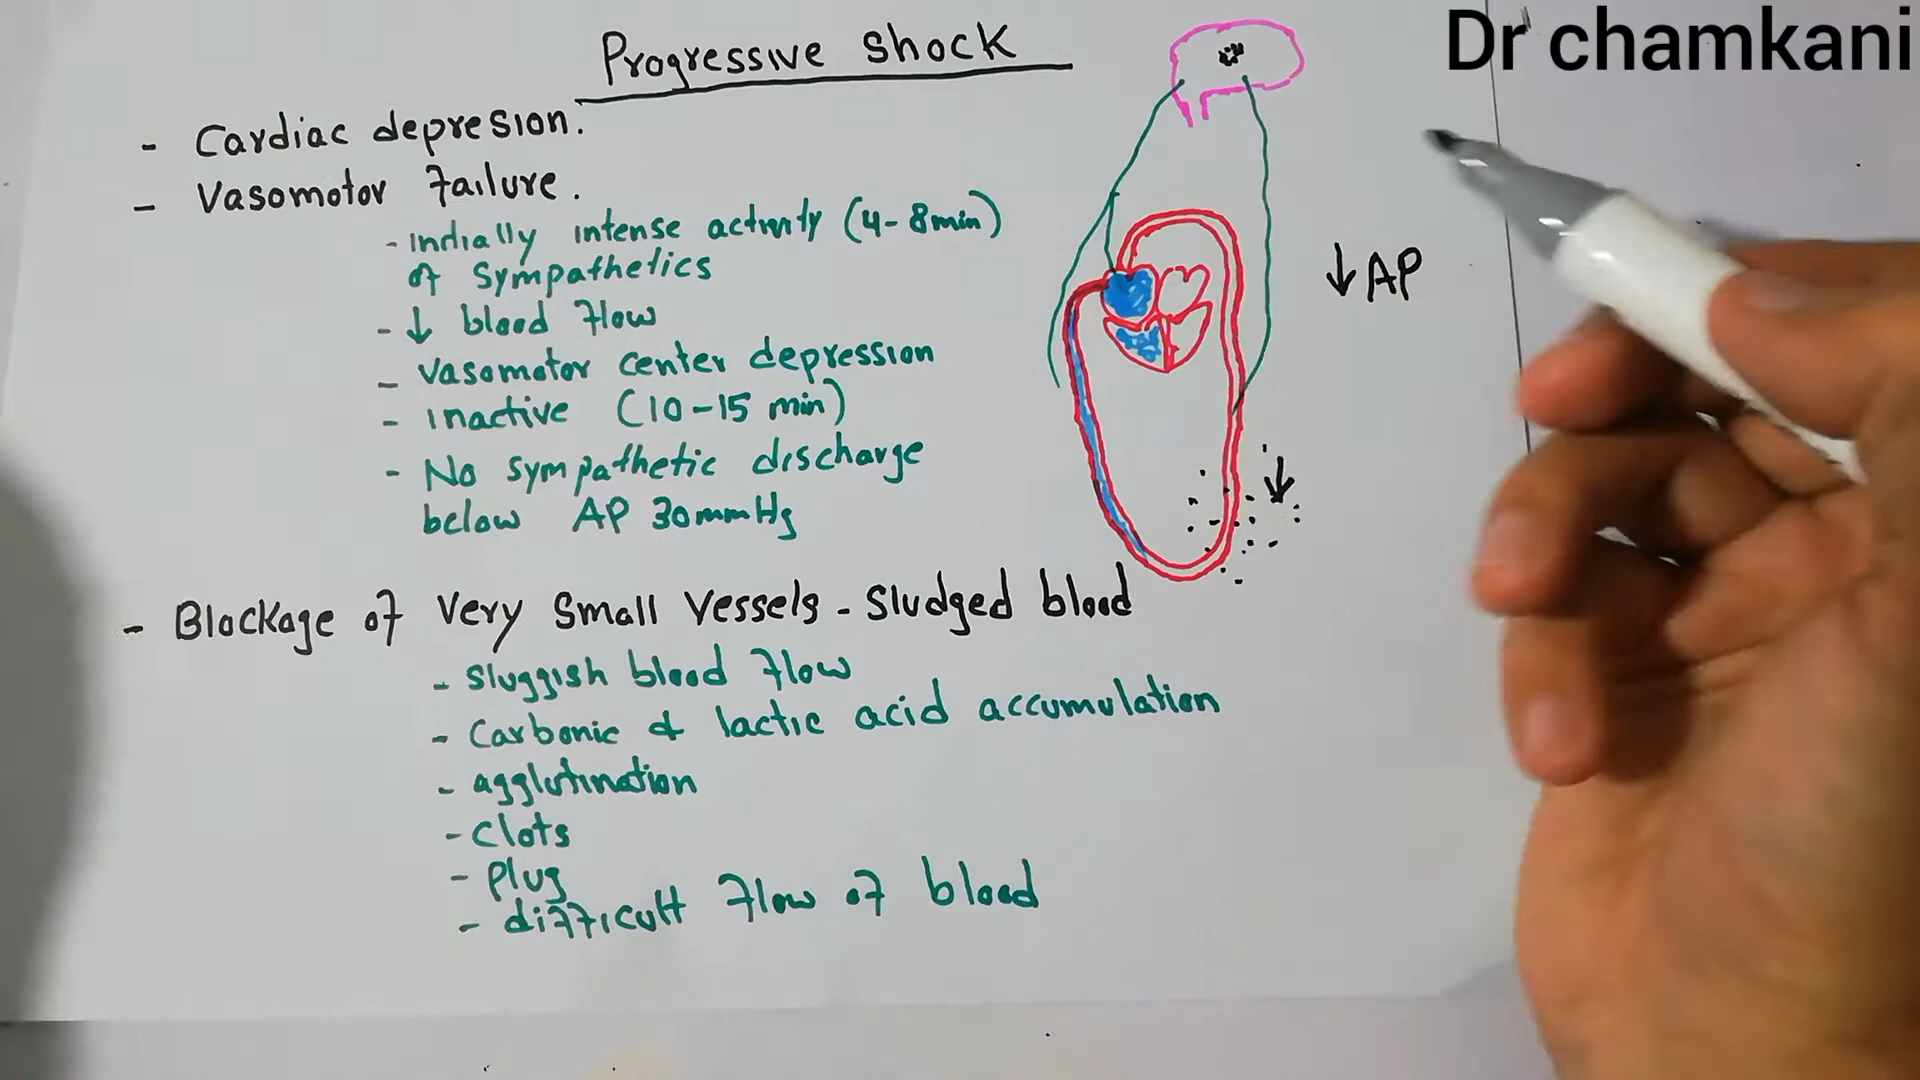 Dr chamkani
Progressive shock
- Cardiac depresion.
- Vasomotor Failure.
- Indially intense activity (4-8min)
of Sympathetics
- ↓ blood Flow
- Vasomotor center depression
- Inactive (10-15 min)
- No sympathetic discharge
below AP 30mmHg
↓ AP
- Blockage of Very Small Vessels - Sludged blood
- Sluggish blood Flow
- Carbonic & lactic acid accumulation
- agglutination
- Clots
- Plug
- difficult Flow of blood